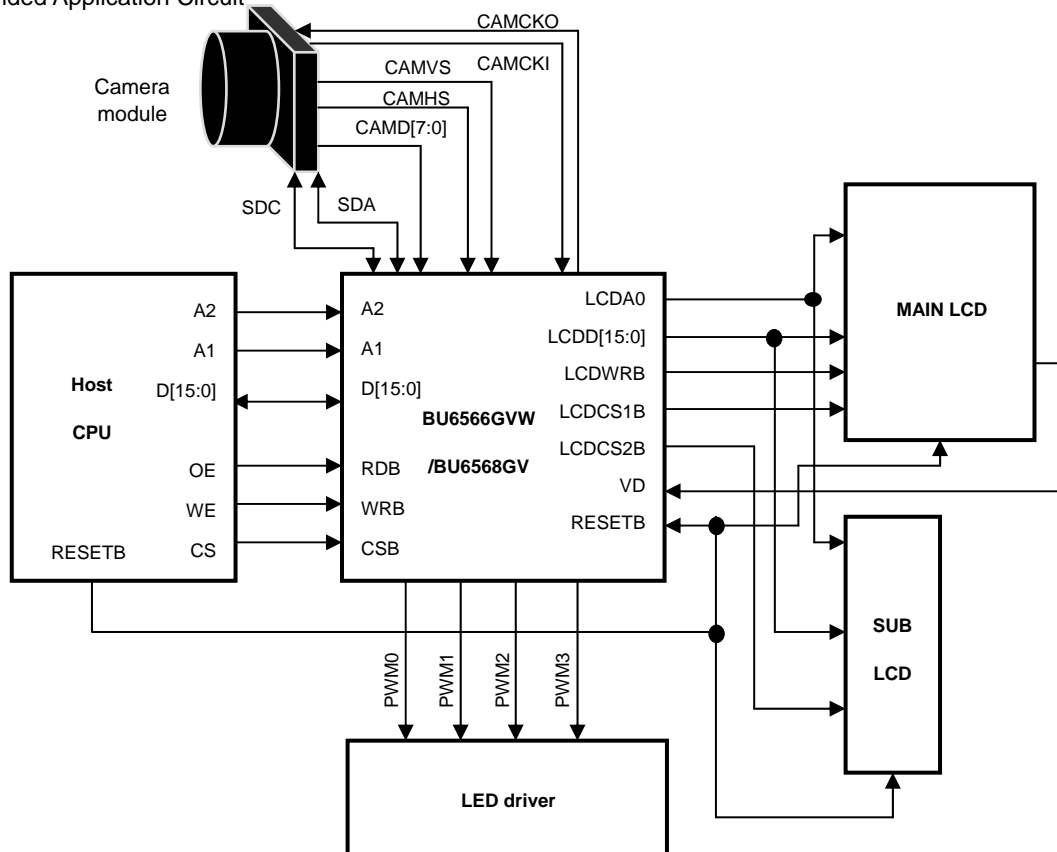 Application Circuit
CAMCKO
CAMVS
CAMCKI
CAMHS
CAMD[7:0]
Camera
module
SDC
SDA
Host
CPU
A2
A1
D[15:0]
OE
WE
CS
RESETB
A2
A1
D[15:0]
RDB
WRB
CSB
BU6566GVW
/BU6568GV
LCDA0
LCDD[15:0]
LCDWRB
LCDCS1B
LCDCS2B
VD
RESETB
MAIN LCD
SUB
LCD
PWM0
PWM1
PWM2
PWM3
LED driver